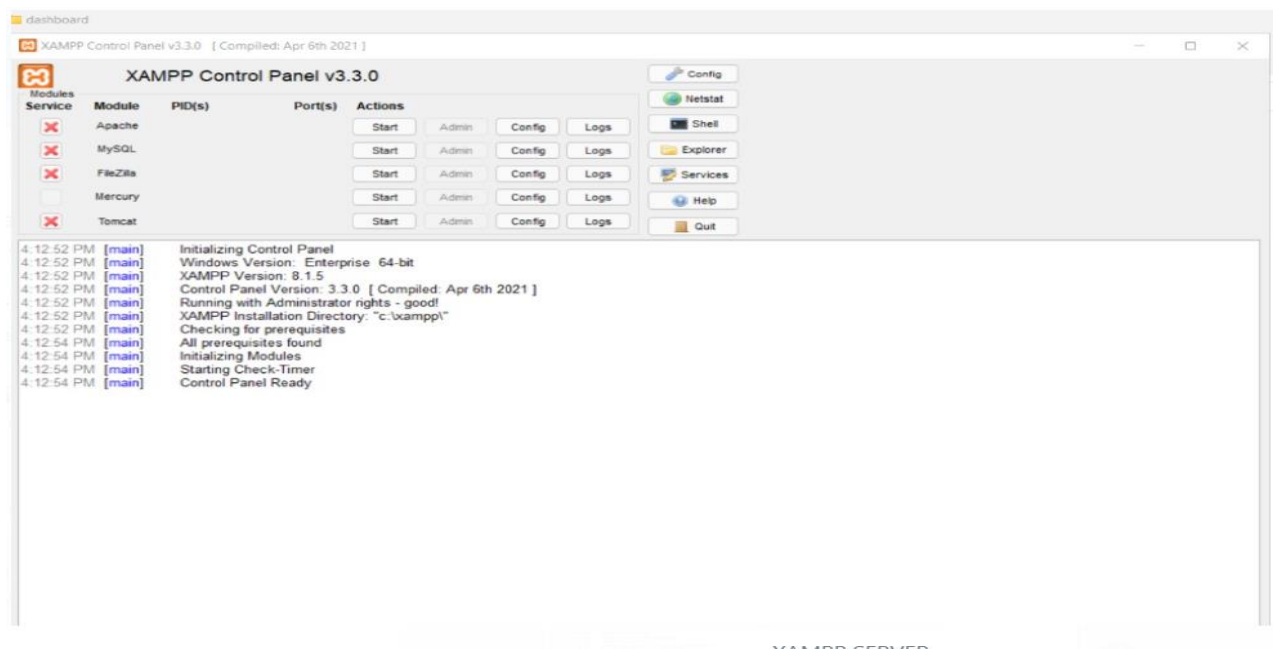 dashboard
XAMPP Control Panel v3.3.0 [ Compiled: Apr 6th 2021 ]
XAMPP Control Panel v3.3.0
Config
Modules
Service Module PID(s) Port(s) Actions
Netstat
Apache Start Admin Config Logs
Shell
MySQL Start Admin Config Logs
Explorer
FileZilla Start Admin Config Logs
Services
Mercury Start Admin Config Logs
Help
Tomcat Start Admin Config Logs
Quit
4:12:52 PM [main] Initializing Control Panel
4:12:52 PM [main] Windows Version: Enterprise 64-bit
4:12:52 PM [main] XAMPP Version: 8.1.5
4:12:52 PM [main] Control Panel Version: 3.3.0 [ Compiled: Apr 6th 2021 ]
4:12:52 PM [main] Running with Administrator rights - good!
4:12:52 PM [main] XAMPP Installation Directory: "c:\xampp\"
4:12:52 PM [main] Checking for prerequisites
4:12:54 PM [main] All prerequisites found
4:12:54 PM [main] Initializing Modules
4:12:54 PM [main] Starting Check-Timer
4:12:54 PM [main] Control Panel Ready
XAMPP SERVER